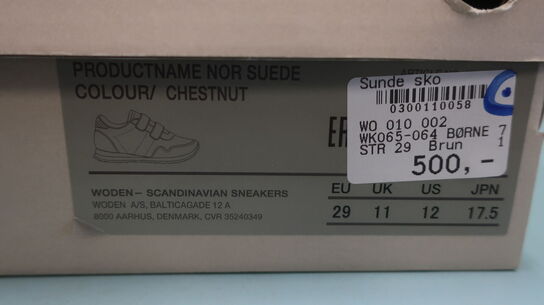 PRODUCTNAME NOR SUEDE
COLOUR/ CHESTNUT
Sunde sko
0300110058
WO 010 002
WK065-064 BØRNE 7
STR 29 Brun 1
500,-
WODEN– SCANDINAVIAN SNEAKERS
WODEN A/S, BALTICAGADE 12 A
8000 AARHUS, DENMARK, CVR 35240349
EU UK US JPN
29 11 12 17.5